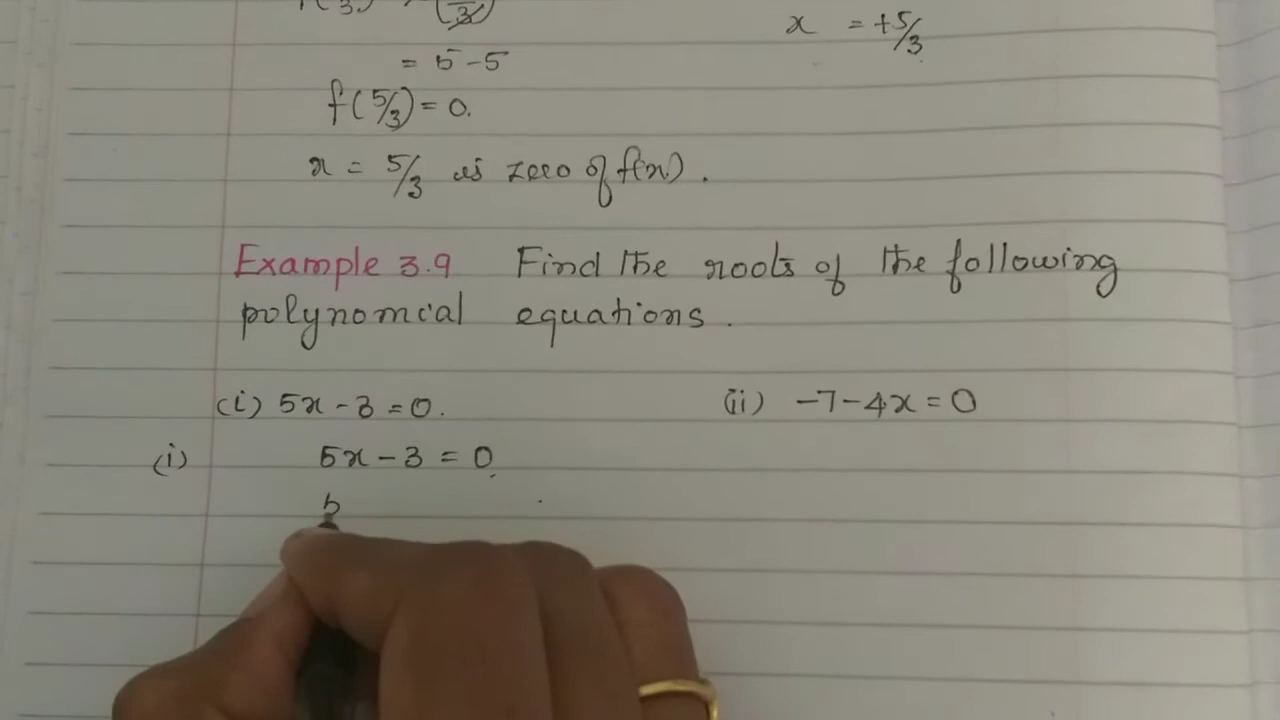 x = +5/3
= 5-5
f(5/3) = 0.
x = 5/3 is zero of f(x).
Example 3.9 Find the roots of the following
polynomial equations.
(i) 5x - 3 = 0. (ii) -7-4x = 0
(i) 5x - 3 = 0
5